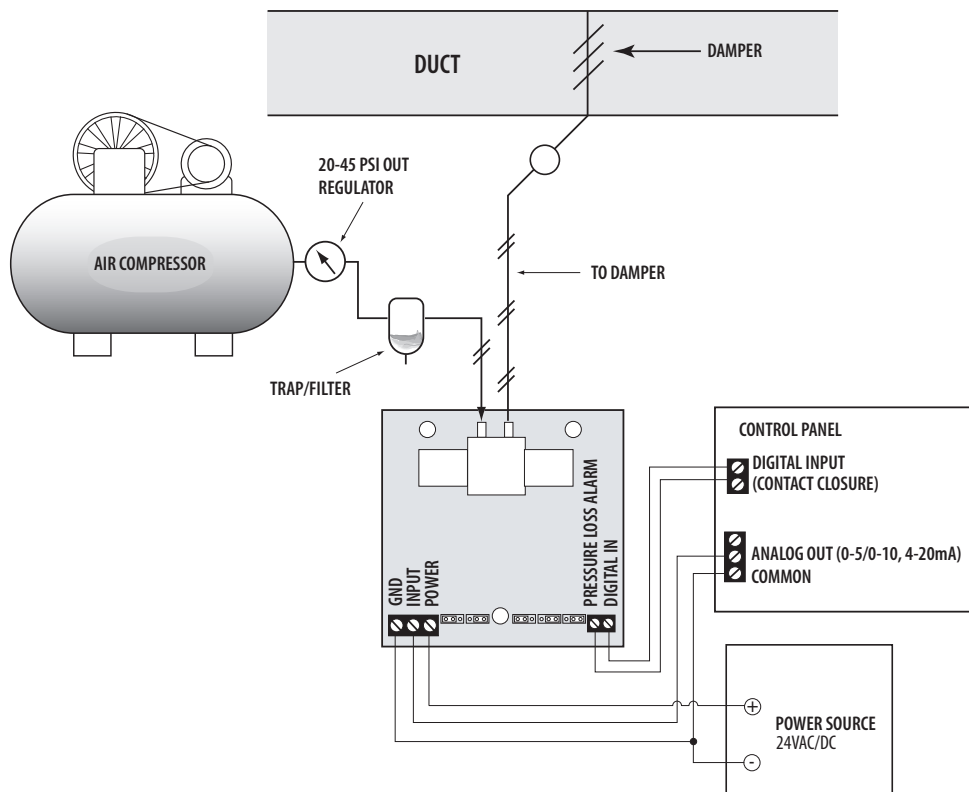 DUCT
DAMPER
20-45 PSI OUT
REGULATOR
AIR COMPRESSOR
TO DAMPER
TRAP/FILTER
CONTROL PANEL
DIGITAL INPUT
(CONTACT CLOSURE)
ANALOG OUT (0-5/0-10, 4-20mA)
COMMON
GND
INPUT
POWER
PRESSURE LOSS ALARM
DIGITAL IN
+
POWER SOURCE
24VAC/DC
-